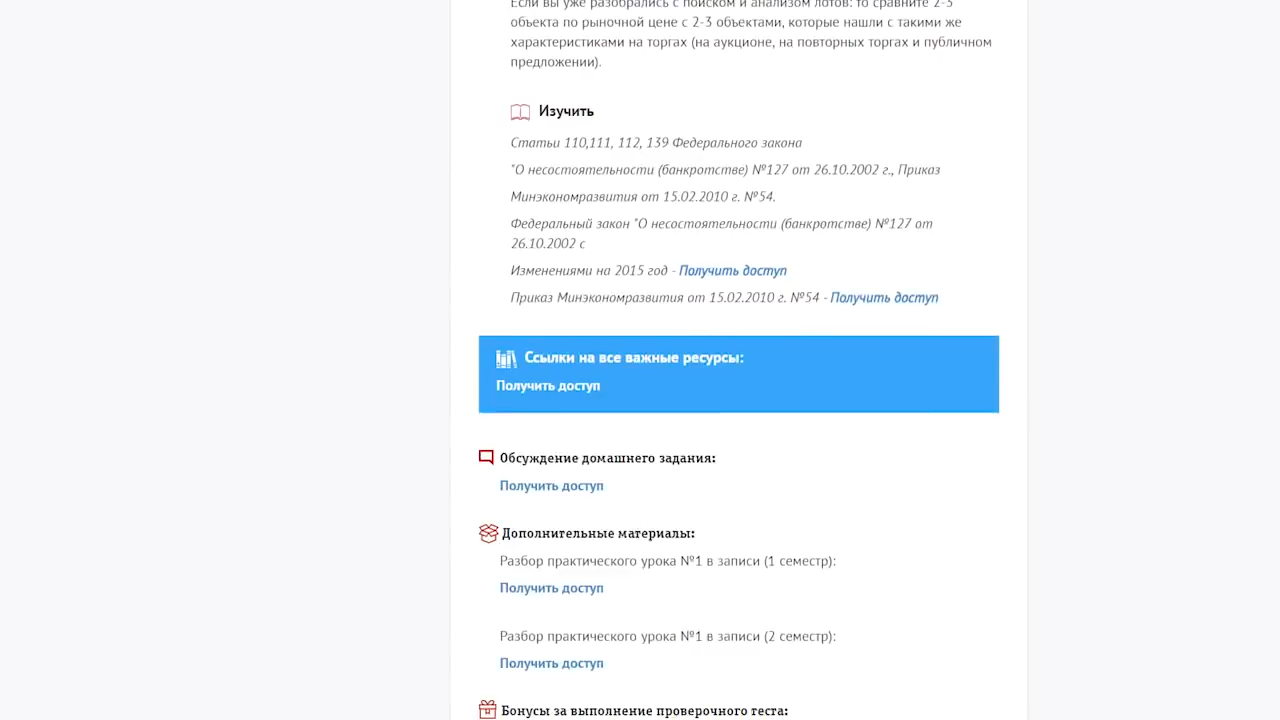 Если вы уже разобрались с поиском и анализом лотов: то сравните 2-3
объекта по рыночной цене с 2-3 объектами, которые нашли с такими же
характеристиками на торгах (на аукционе, на повторных торгах и публичном
предложении).
Изучить
Статьи 110,111, 112, 139 Федерального закона
"О несостоятельности (банкротстве) №127 от 26.10.2002 г., Приказ
Минэкономразвития от 15.02.2010 г. №54.
Федеральный закон "О несостоятельности (банкротстве) №127 от
26.10.2002 с
Изменениями на 2015 год - Получить доступ
Приказ Минэкономразвития от 15.02.2010 г. №54 - Получить доступ
Ссылки на все важные ресурсы:
Получить доступ
Обсуждение домашнего задания:
Получить доступ
Дополнительные материалы:
Разбор практического урока №1 в записи (1 семестр):
Получить доступ
Разбор практического урока №1 в записи (2 семестр):
Получить доступ
Бонусы за выполнение проверочного теста: